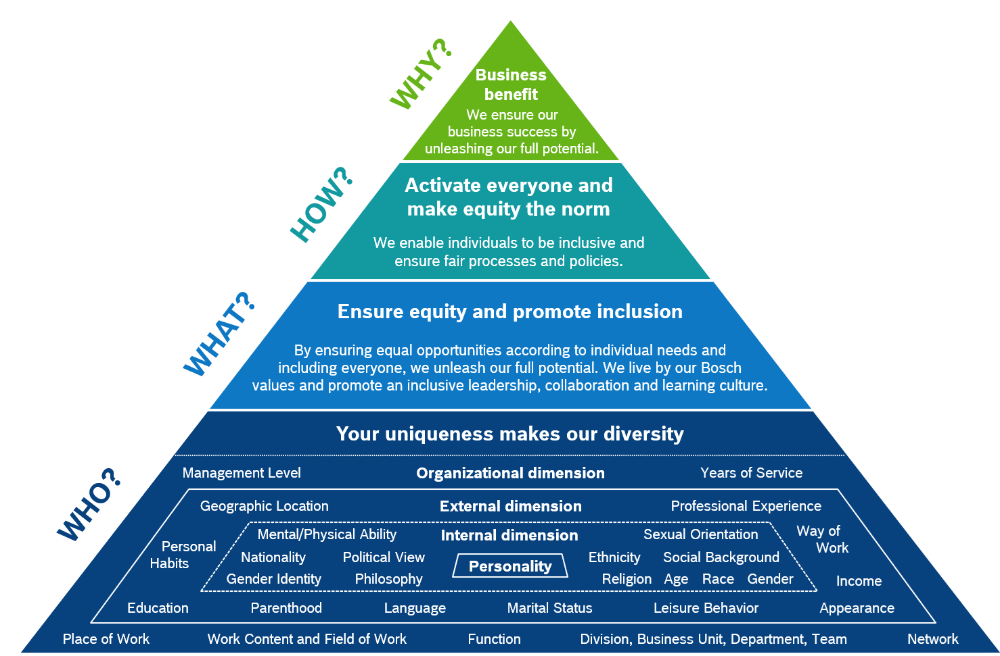 WHY?
Business
benefit
We ensure our
business success by
unleashing our full potential.
HOW?
Activate everyone and
make equity the norm
We enable individuals to be inclusive and
ensure fair processes and policies.
WHAT?
Ensure equity and promote inclusion
By ensuring equal opportunities according to individual needs and
including everyone, we unleash our full potential. We live by our Bosch
values and promote an inclusive leadership, collaboration and learning culture.
WHO?
Your uniqueness makes our diversity
Management Level Organizational dimension Years of Service
Geographic Location External dimension Professional Experience
Mental/Physical Ability Internal dimension Sexual Orientation
Way of
Work
Personal
Habits
Nationality Political View Personality Ethnicity Social Background
Gender Identity Philosophy Religion Age Race Gender
Income
Education Parenthood Language Marital Status Leisure Behavior Appearance
Place of Work Work Content and Field of Work Function Division, Business Unit, Department, Team Network